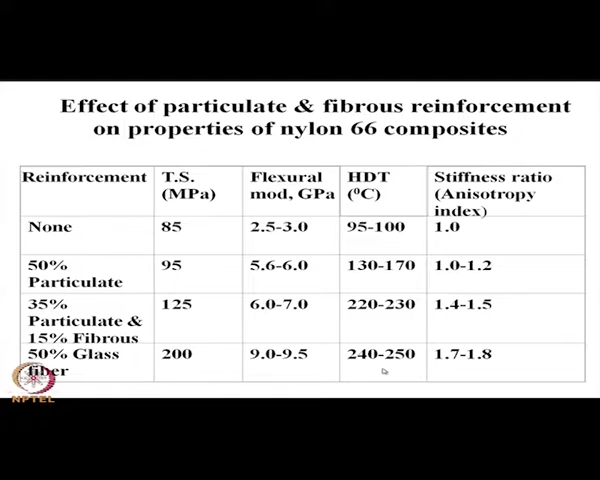 Effect of particulate & fibrous reinforcement
on properties of nylon 66 composites
Reinforcement T.S. (MPa) Flexural mod, GPa HDT (⁰C) Stiffness ratio (Anisotropy index)
None 85 2.5-3.0 95-100 1.0
50% Particulate 95 5.6-6.0 130-170 1.0-1.2
35% Particulate & 15% Fibrous 125 6.0-7.0 220-230 1.4-1.5
50% Glass fiber 200 9.0-9.5 240-250 1.7-1.8
NPTEL